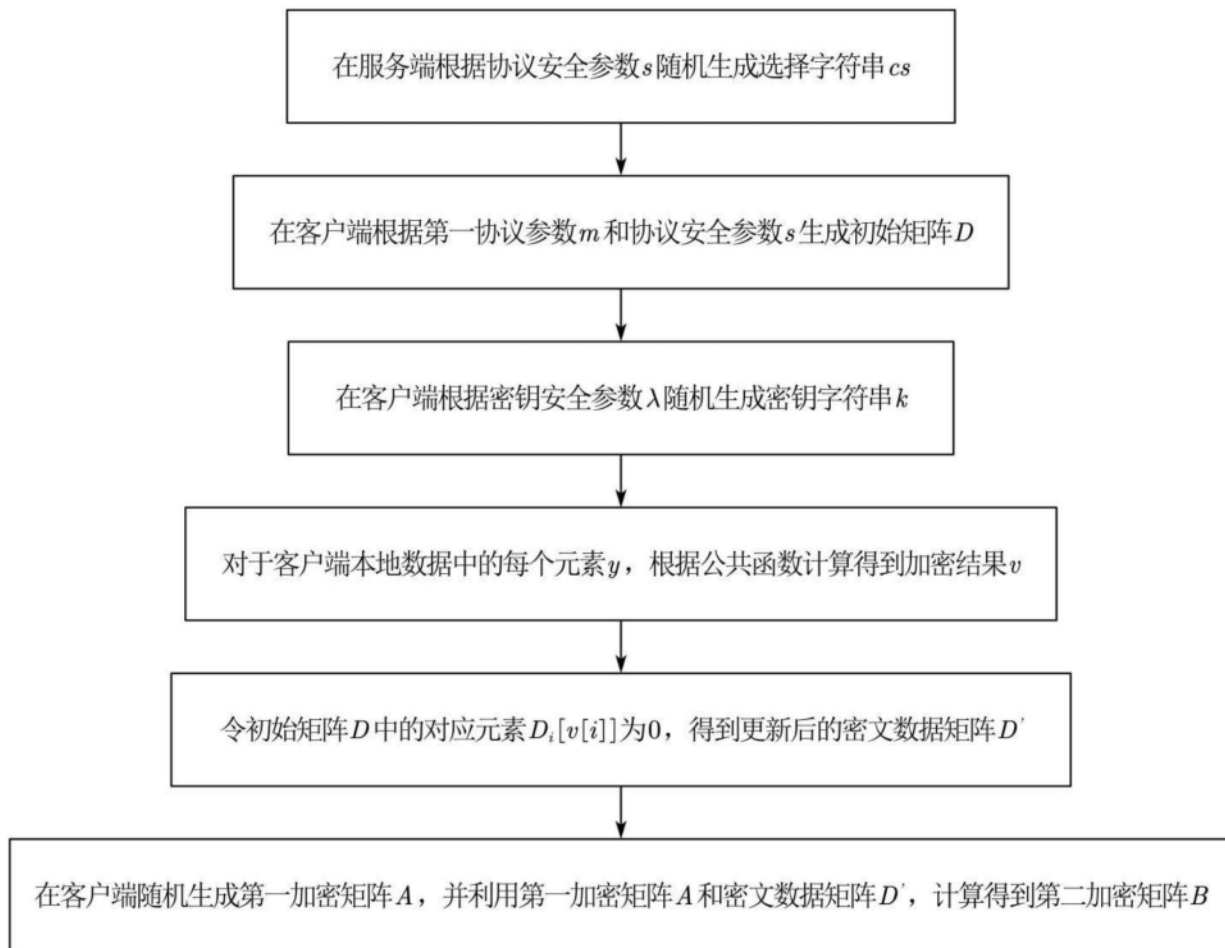 在服务端根据协议安全参数s随机生成选择字符串cs
在客户端根据第一协议参数m和协议安全参数s生成初始矩阵D
在客户端根据密钥安全参数λ随机生成密钥字符串k
对于客户端本地数据中的每个元素y，根据公共函数计算得到加密结果v
令初始矩阵D中的对应元素D_i[v[i]]为0，得到更新后的密文数据矩阵D'
在客户端随机生成第一加密矩阵A，并利用第一加密矩阵A和密文数据矩阵D'，计算得到第二加密矩阵B